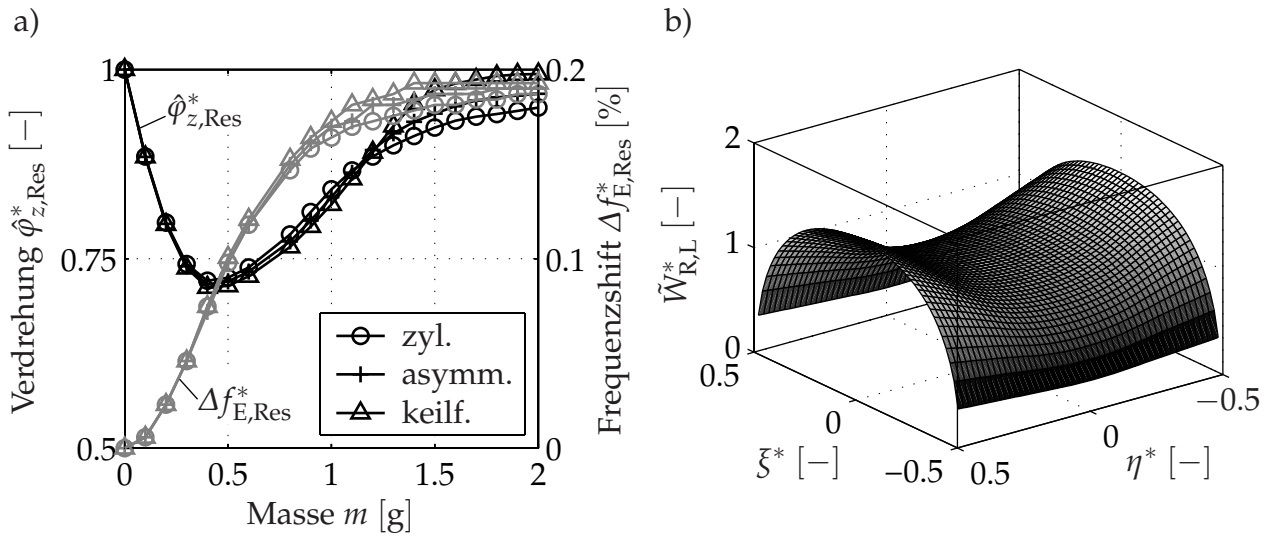 a)
Verdrehung φ̂*z,Res [−]
1
0.75
0.5
φ̂*z,Res
Δf*E,Res
zyl.
asymm.
keilf.
0.2
0.1
0
Frequenzshift Δf*E,Res [%]
0 0.5 1 1.5 2
Masse m [g]
b)
W̃*R,L [−]
2
1
0
0.5
0
−0.5
ξ* [−]
0.5
0
−0.5
η* [−]